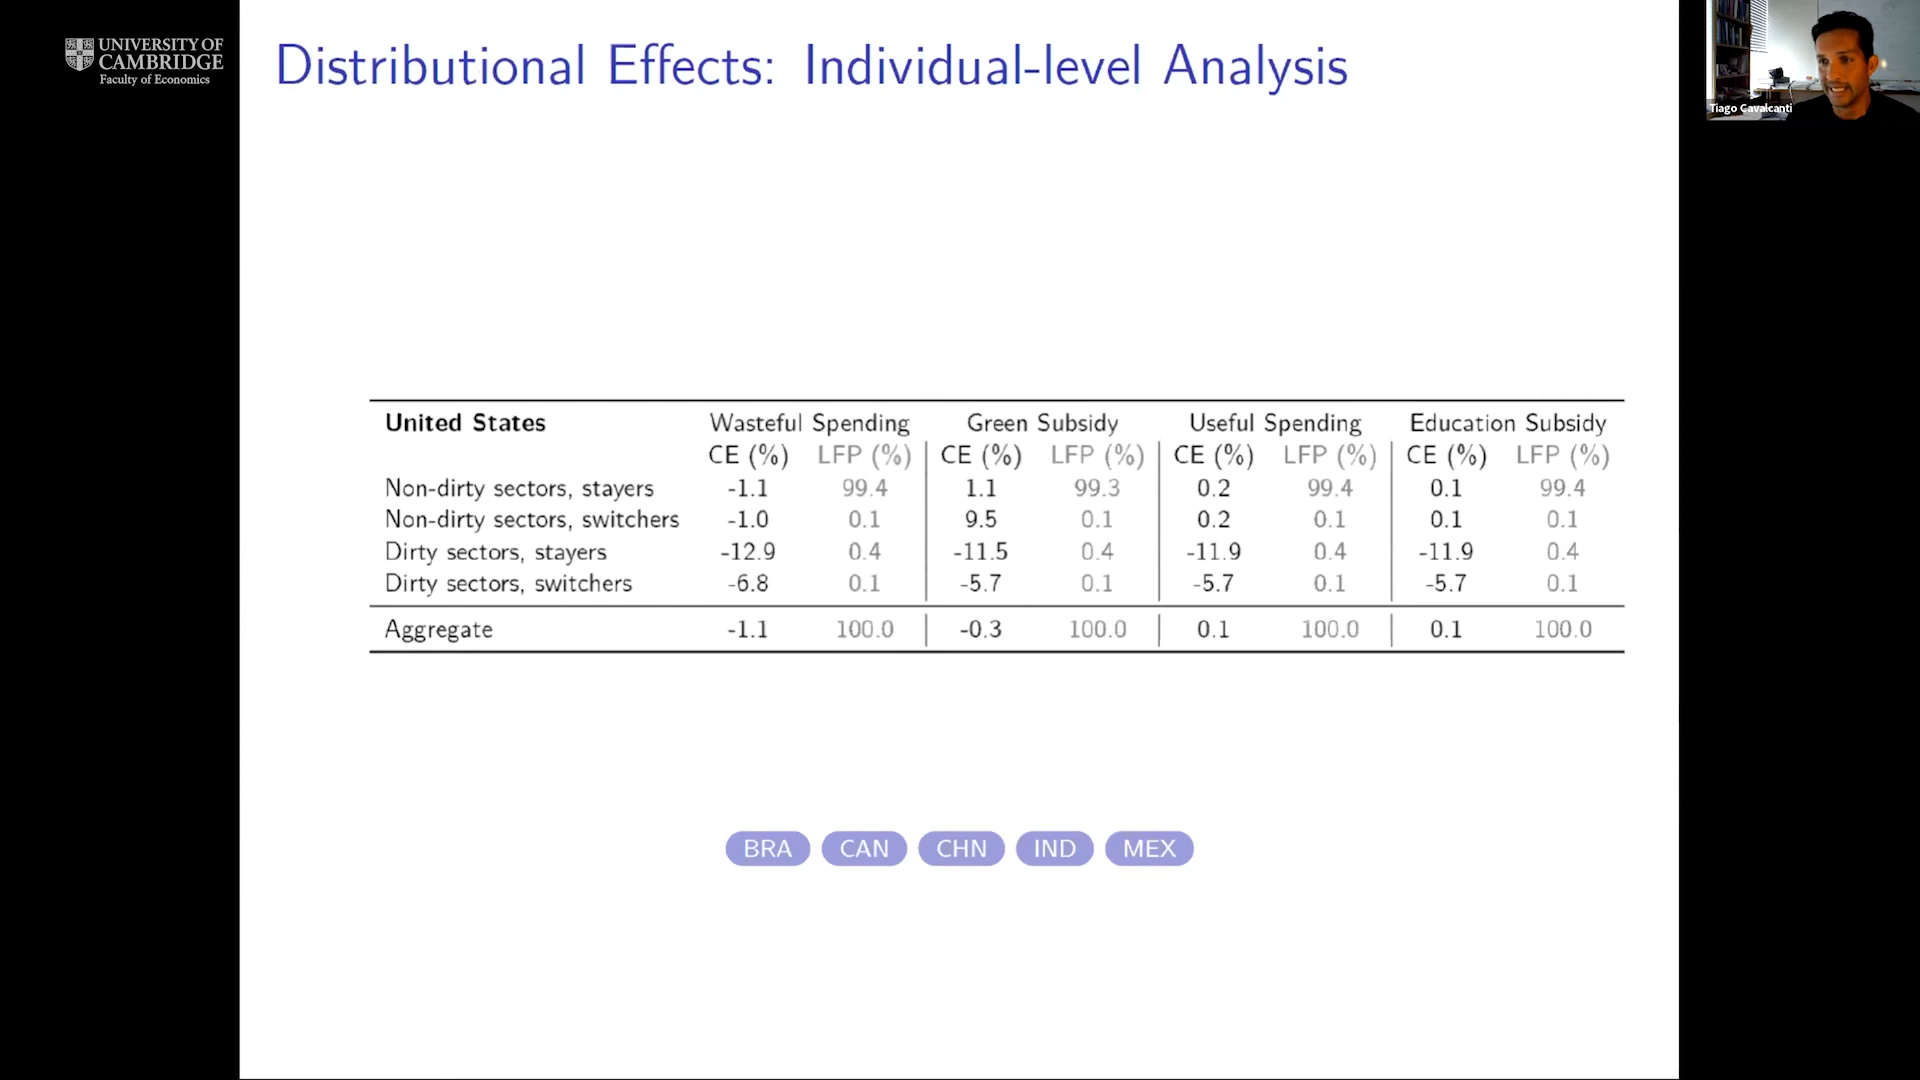 UNIVERSITY OF
CAMBRIDGE
Faculty of Economics
Distributional Effects: Individual-level Analysis
Tiago Cavalcanti
United States Wasteful Spending Green Subsidy Useful Spending Education Subsidy
CE (%) LFP (%) CE (%) LFP (%) CE (%) LFP (%) CE (%) LFP (%)
Non-dirty sectors, stayers -1.1 99.4 1.1 99.3 0.2 99.4 0.1 99.4
Non-dirty sectors, switchers -1.0 0.1 9.5 0.1 0.2 0.1 0.1 0.1
Dirty sectors, stayers -12.9 0.4 -11.5 0.4 -11.9 0.4 -11.9 0.4
Dirty sectors, switchers -6.8 0.1 -5.7 0.1 -5.7 0.1 -5.7 0.1
Aggregate -1.1 100.0 -0.3 100.0 0.1 100.0 0.1 100.0
BRA CAN CHN IND MEX